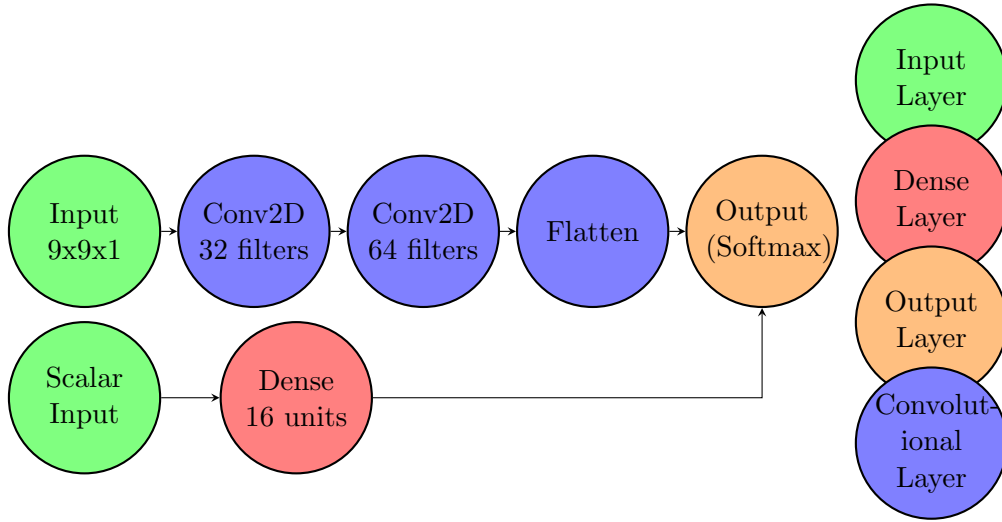 Input
9x9x1
Conv2D
32 filters
Conv2D
64 filters
Flatten
Output
(Softmax)
Scalar
Input
Dense
16 units
Input
Layer
Dense
Layer
Output
Layer
Convolut-
ional
Layer